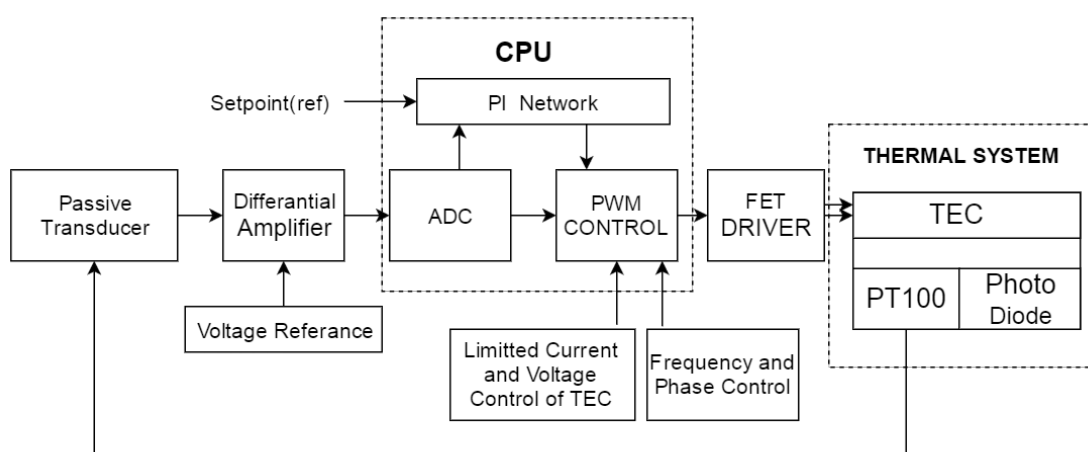 CPU
Setpoint(ref)
PI Network
THERMAL SYSTEM
Passive
Transducer
Differantial
Amplifier
ADC
PWM
CONTROL
FET
DRIVER
TEC
PT100
Photo
Diode
Voltage Referance
Limitted Current
and Voltage
Control of TEC
Frequency and
Phase Control